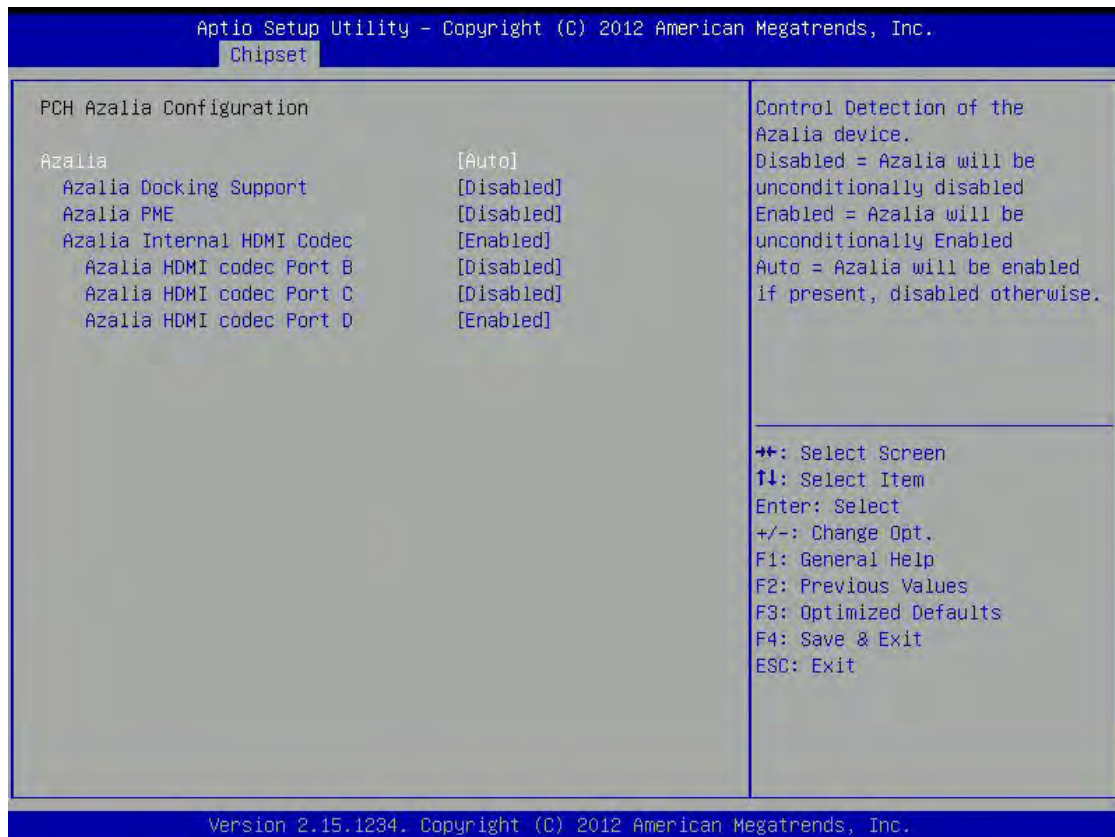 Aptio Setup Utility – Copyright (C) 2012 American Megatrends, Inc.
Chipset
PCH Azalia Configuration
Azalia [Auto]
Azalia Docking Support [Disabled]
Azalia PME [Disabled]
Azalia Internal HDMI Codec [Enabled]
Azalia HDMI codec Port B [Disabled]
Azalia HDMI codec Port C [Disabled]
Azalia HDMI codec Port D [Enabled]
Control Detection of the
Azalia device.
Disabled = Azalia will be
unconditionally disabled
Enabled = Azalia will be
unconditionally Enabled
Auto = Azalia will be enabled
if present, disabled otherwise.
→←: Select Screen
↑↓: Select Item
Enter: Select
+/-: Change Opt.
F1: General Help
F2: Previous Values
F3: Optimized Defaults
F4: Save & Exit
ESC: Exit
Version 2.15.1234. Copyright (C) 2012 American Megatrends, Inc.